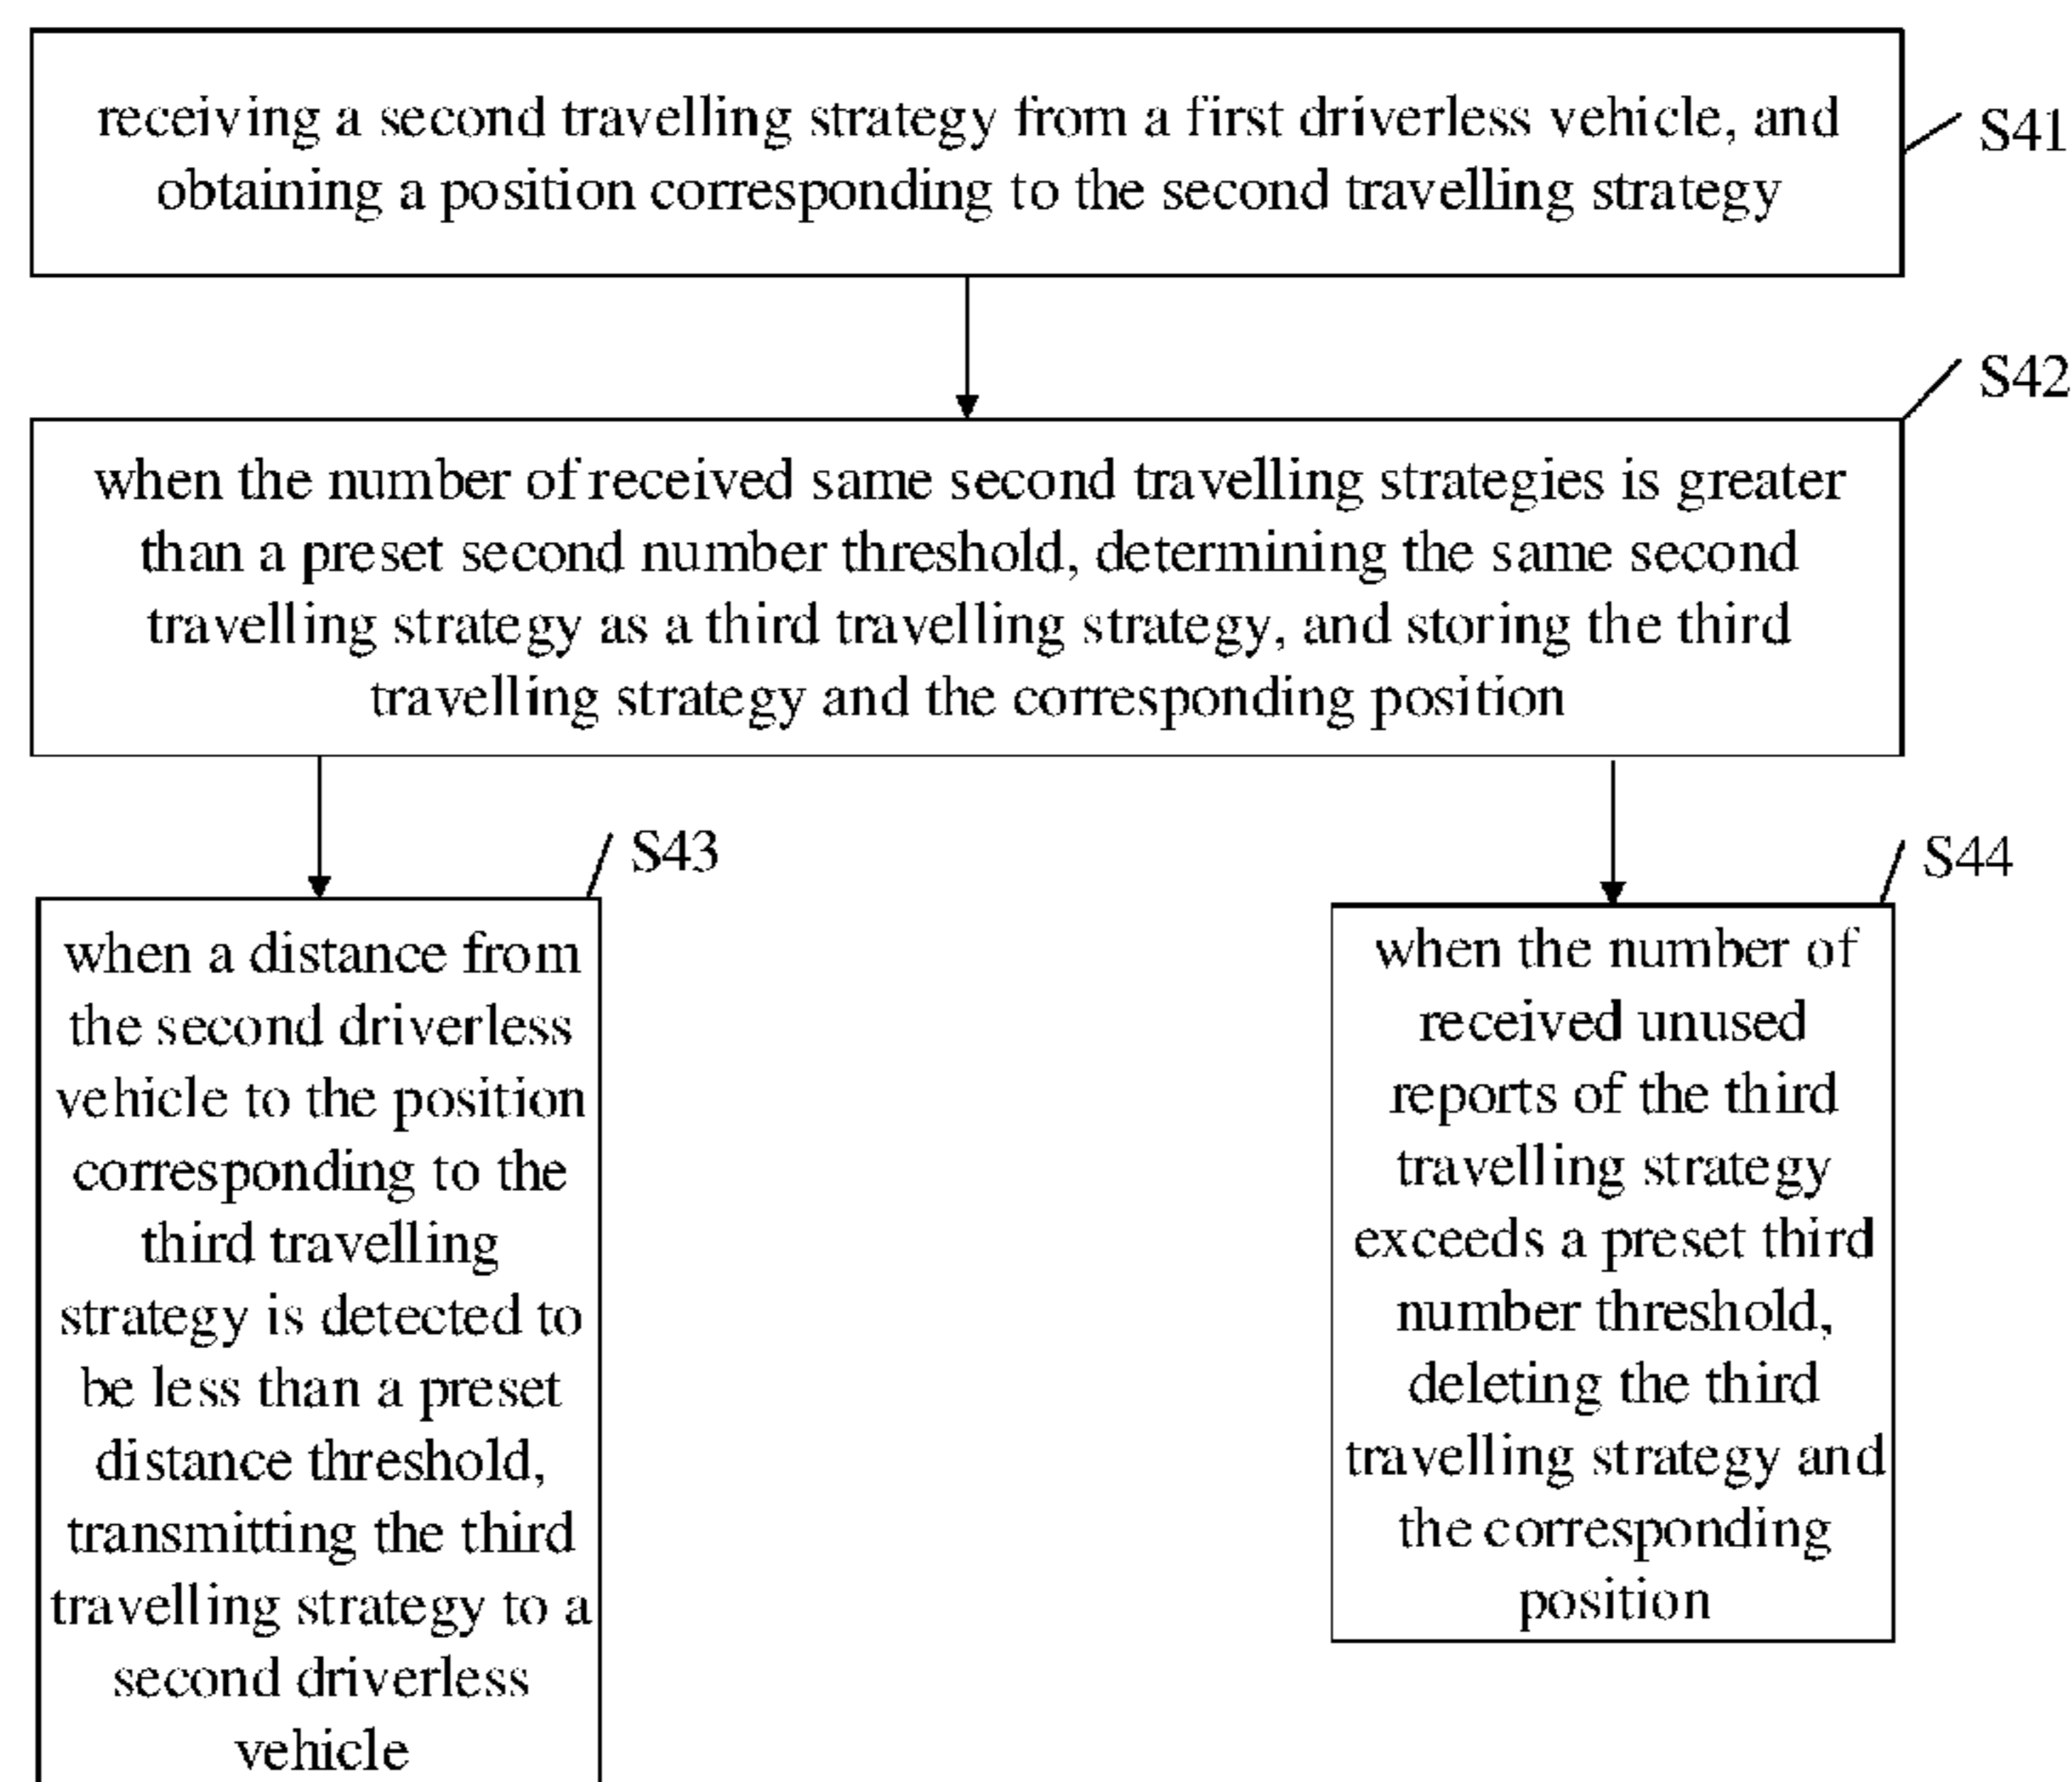 receiving a second travelling strategy from a first driverless vehicle, and
obtaining a position corresponding to the second travelling strategy
S41
S42
when the number of received same second travelling strategies is greater
than a preset second number threshold, determining the same second
travelling strategy as a third travelling strategy, and storing the third
travelling strategy and the corresponding position
S43
when a distance from
the second driverless
vehicle to the position
corresponding to the
third travelling
strategy is detected to
be less than a preset
distance threshold,
transmitting the third
travelling strategy to a
second driverless
vehicle
S44
when the number of
received unused
reports of the third
travelling strategy
exceeds a preset third
number threshold,
deleting the third
travelling strategy and
the corresponding
position